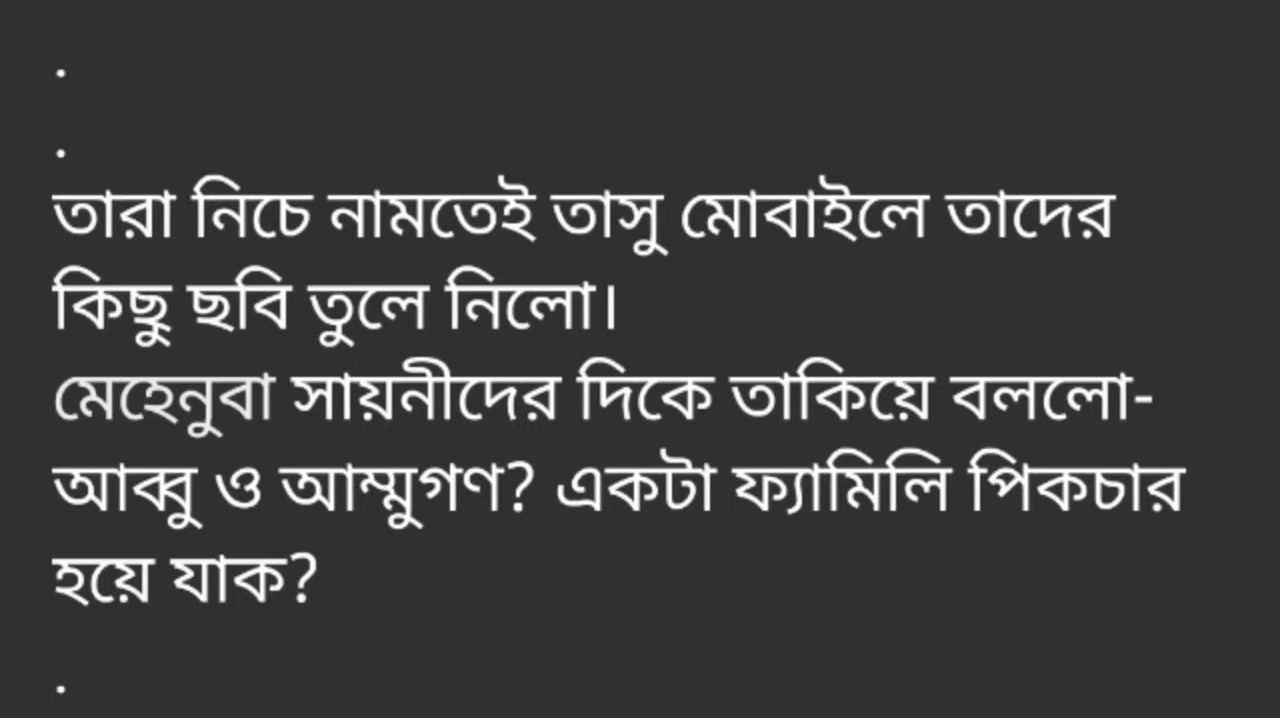 .
.
তারা নিচে নামতেই তাসু মোবাইলে তাদের
কিছু ছবি তুলে নিলো।
মেহেনুবা সায়নীদের দিকে তাকিয়ে বললো-
আব্বু ও আম্মুগণ? একটা ফ্যামিলি পিকচার
হয়ে যাক?
.